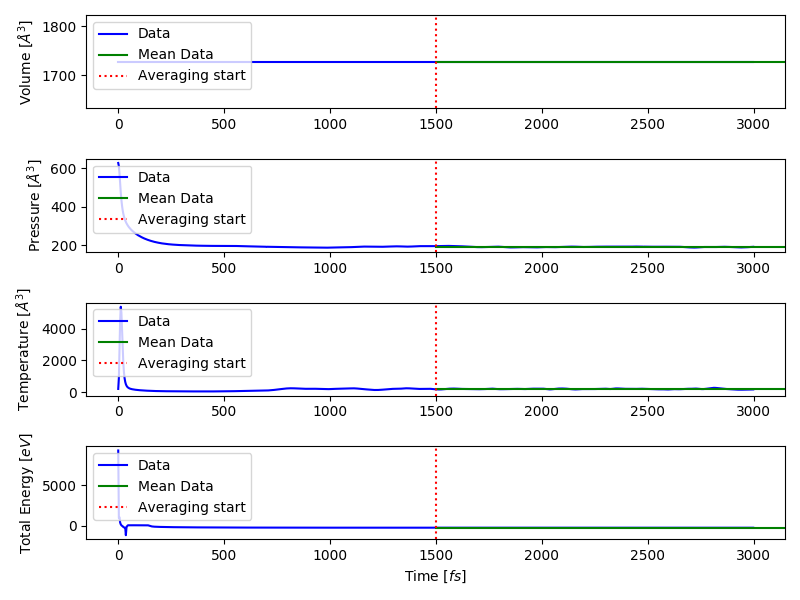 Volume [Å³]
1800
1700
Data
Mean Data
Averaging start
0 500 1000 1500 2000 2500 3000
Pressure [Å³]
600
400
200
Data
Mean Data
Averaging start
0 500 1000 1500 2000 2500 3000
Temperature [Å³]
4000
2000
0
Data
Mean Data
Averaging start
0 500 1000 1500 2000 2500 3000
Total Energy [eV]
5000
0
Data
Mean Data
Averaging start
0 500 1000 1500 2000 2500 3000
Time [fs]